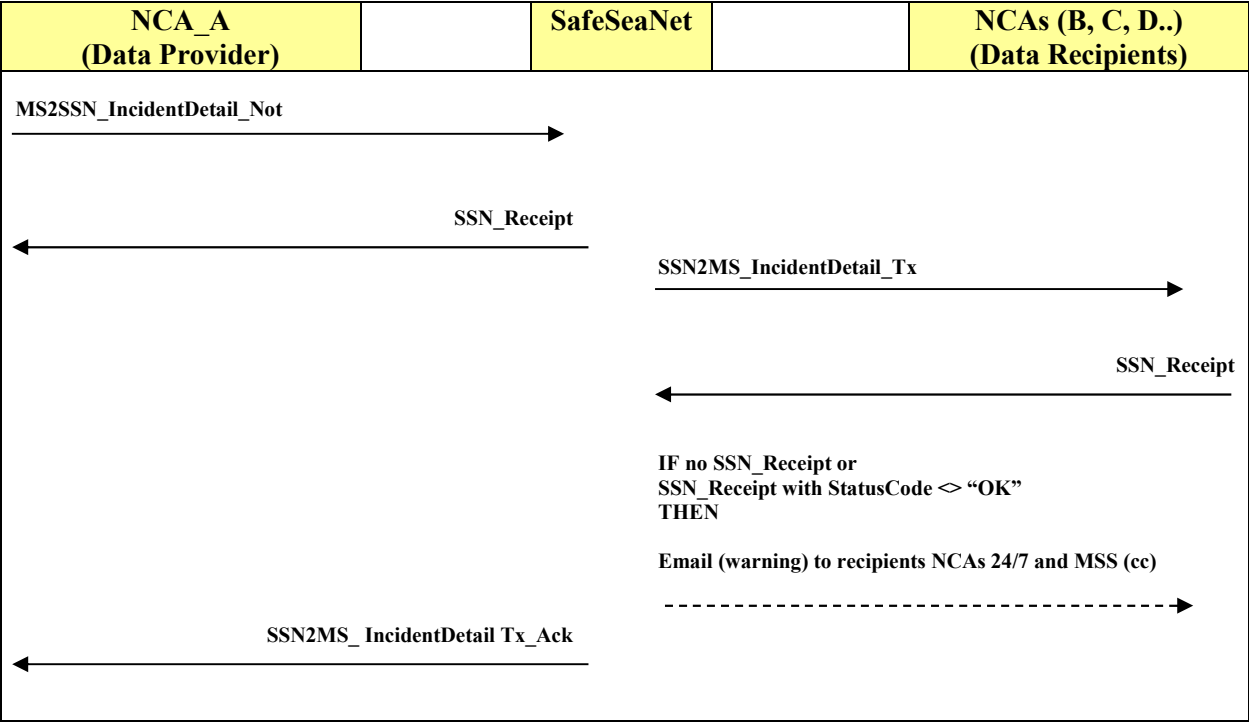 NCA_A
(Data Provider)
SafeSeaNet
NCAs (B, C, D..)
(Data Recipients)
MS2SSN_IncidentDetail_Not
SSN_Receipt
SSN2MS_IncidentDetail_Tx
SSN_Receipt
IF no SSN_Receipt or
SSN_Receipt with StatusCode <> “OK”
THEN
Email (warning) to recipients NCAs 24/7 and MSS (cc)
SSN2MS_ IncidentDetail Tx_Ack